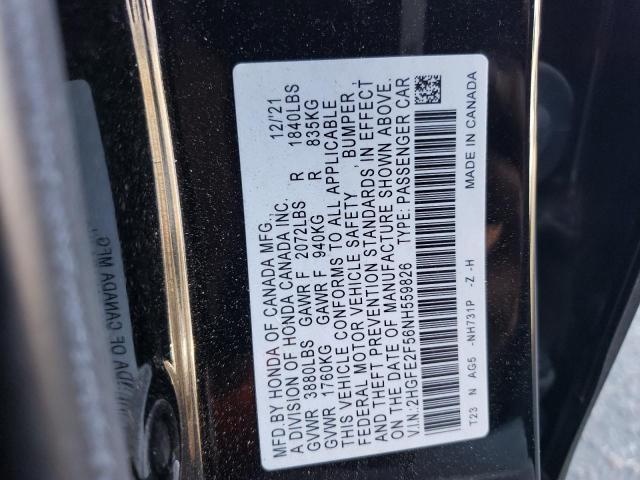 MFD.BY HONDA OF CANADA MFG., 12/'21
A DIVISION OF HONDA CANADA INC.
GVWR 3880LBS GAWR F 2072LBS R 1840LBS
GVWR 1760KG GAWR F 940KG R 835KG
THIS VEHICLE CONFORMS TO ALL APPLICABLE
FEDERAL MOTOR VEHICLE SAFETY , BUMPER
AND THEFT PREVENTION STANDARDS IN EFFECT
ON THE DATE OF MANUFACTURE SHOWN ABOVE.
V.I.N.:2HGFE2F56NH559826 TYPE: PASSENGER CAR
T23 N AG5 -NH731P -Z -H MADE IN CANADA
OF CANADA MFG.